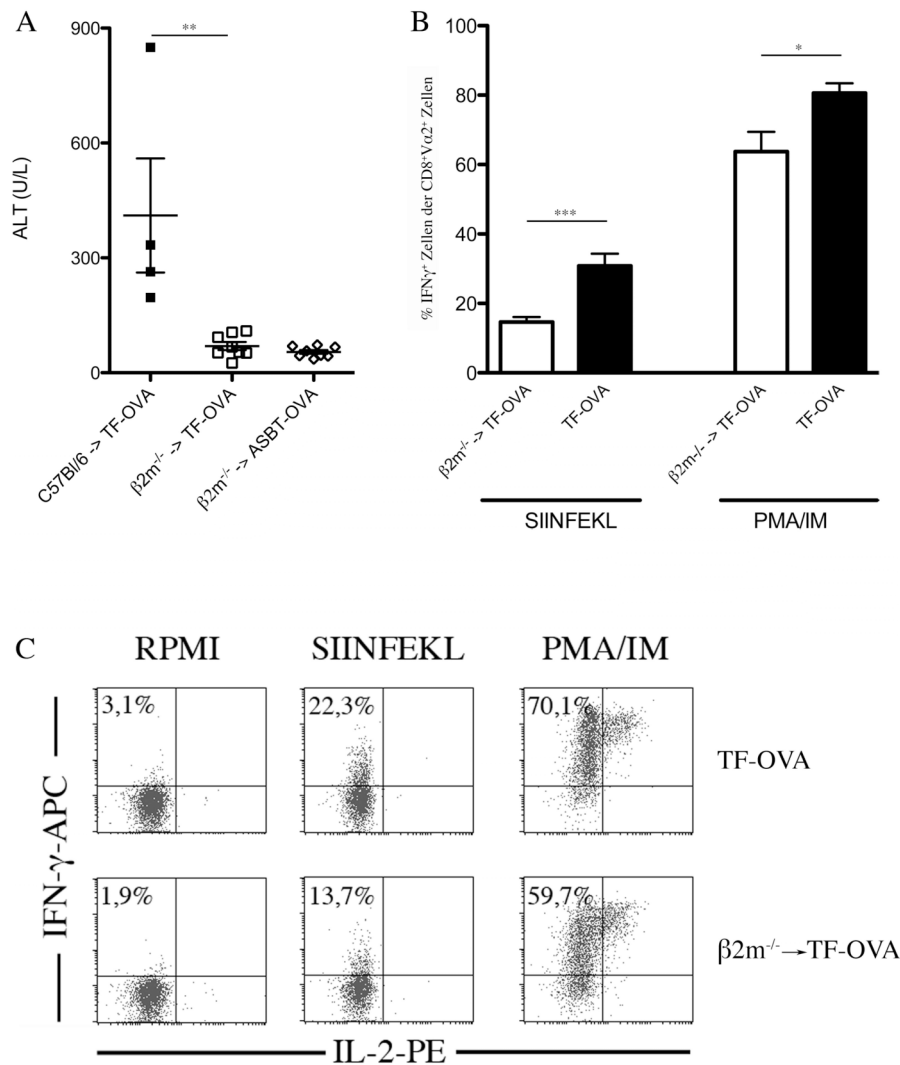 A
900
600
300
0
ALT (U/L)
**
C57Bl/6 -> TF-OVA
β2m-/- -> TF-OVA
β2m-/- -> ASBT-OVA
B
100
80
60
40
20
0
% IFNγ+ Zellen der CD8+Vα2+ Zellen
***
*
β2m-/- -> TF-OVA
TF-OVA
β2m-/- -> TF-OVA
TF-OVA
SIINFEKL
PMA/IM
C
RPMI
SIINFEKL
PMA/IM
3,1%
22,3%
70,1%
TF-OVA
1,9%
13,7%
59,7%
β2m-/-→TF-OVA
IFN-γ-APC
IL-2-PE